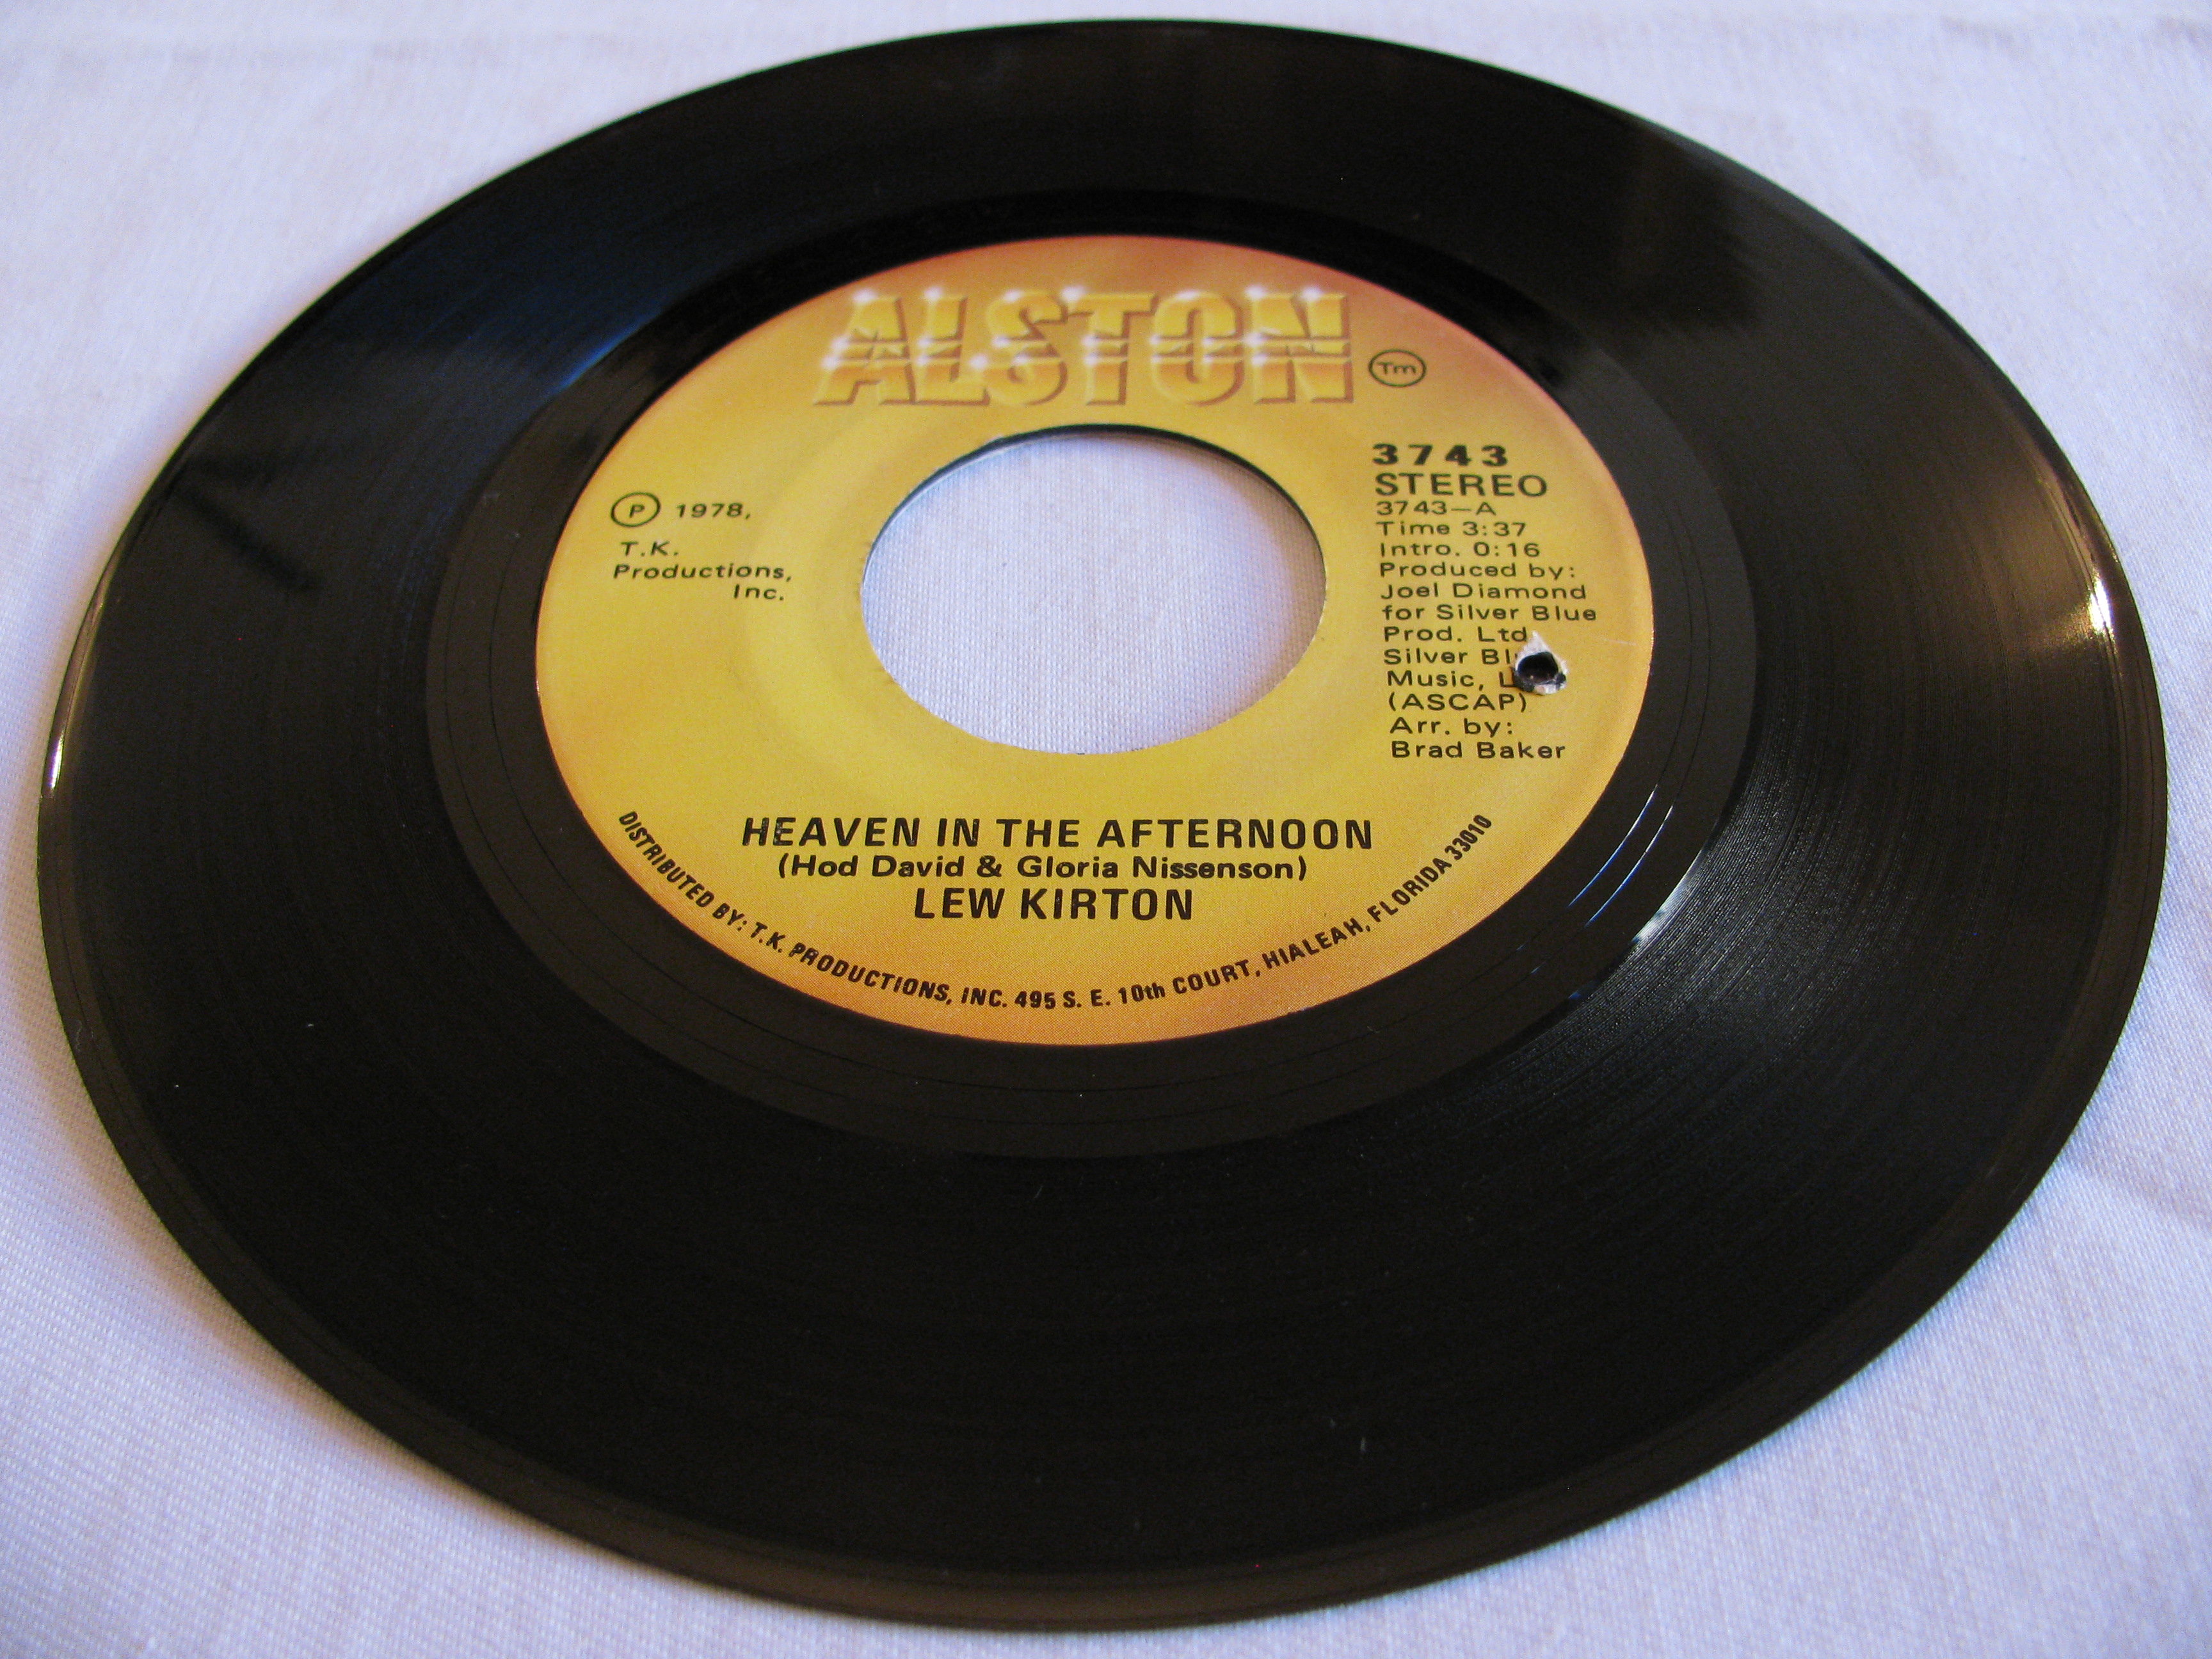 ALSTON
Tm
P 1978,
T.K.
Productions,
Inc.
3743
STEREO
3743-A
Time 3:37
Intro. 0:16
Produced by:
Joel Diamond
for Silver Blue
Prod. Ltd
Silver
Music,
(ASCAP)
Arr. by:
Brad Baker
HEAVEN IN THE AFTERNOON
(Hod David & Gloria Nissenson)
LEW KIRTON
DISTRIBUTED BY: T.K. PRODUCTIONS, INC. 495 S. E. 10th COURT, HIALEAH, FLORIDA 33010